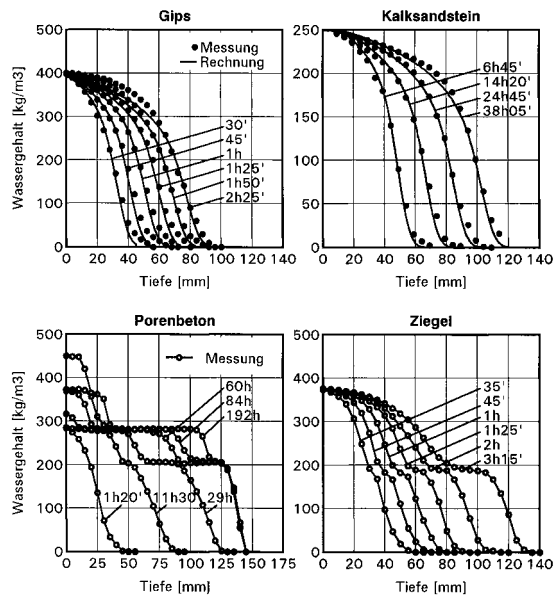 Gips
Kalksandstein
Wassergehalt [kg/m3]
500
400
300
200
100
0
Messung
Rechnung
30'
45'
1h
1h25'
1h50'
2h25'
0 20 40 60 80 100 120 140
Tiefe [mm]
250
200
150
100
50
0
6h45'
14h20'
24h45'
38h05'
0 20 40 60 80 100 120 140
Tiefe [mm]
Porenbeton
Ziegel
Wassergehalt [kg/m3]
500
400
300
200
100
0
Messung
60h
84h
192h
1h20'
11h30'
29h
0 25 50 75 100 125 150 175
Tiefe [mm]
500
400
300
200
100
0
35'
45'
1h
1h25'
2h
3h15'
0 20 40 60 80 100 120 140
Tiefe [mm]